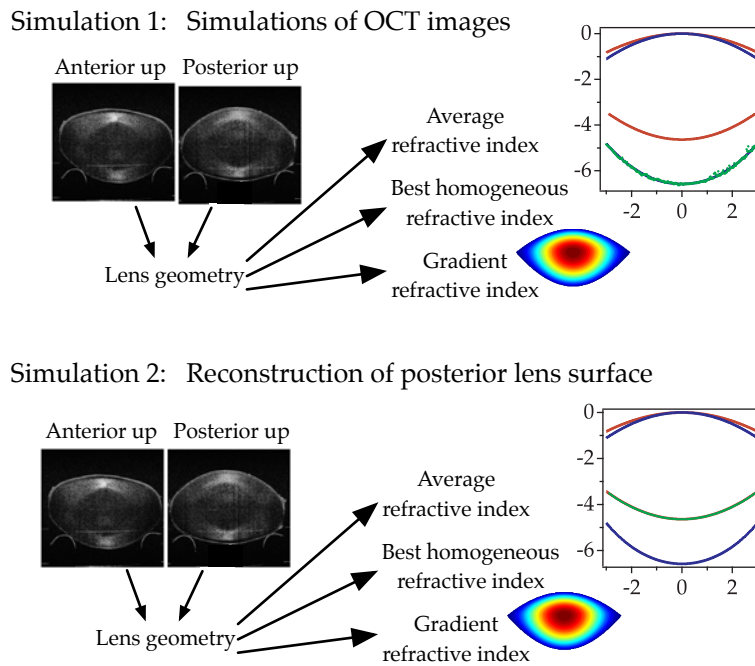 Simulation 1: Simulations of OCT images
Anterior up
Posterior up
Average
refractive index
Best homogeneous
refractive index
Gradient
refractive index
Lens geometry
0
-2
-4
-6
-2
0
2
Simulation 2: Reconstruction of posterior lens surface
Anterior up
Posterior up
Average
refractive index
Best homogeneous
refractive index
Gradient
refractive index
Lens geometry
0
-2
-4
-6
-2
0
2